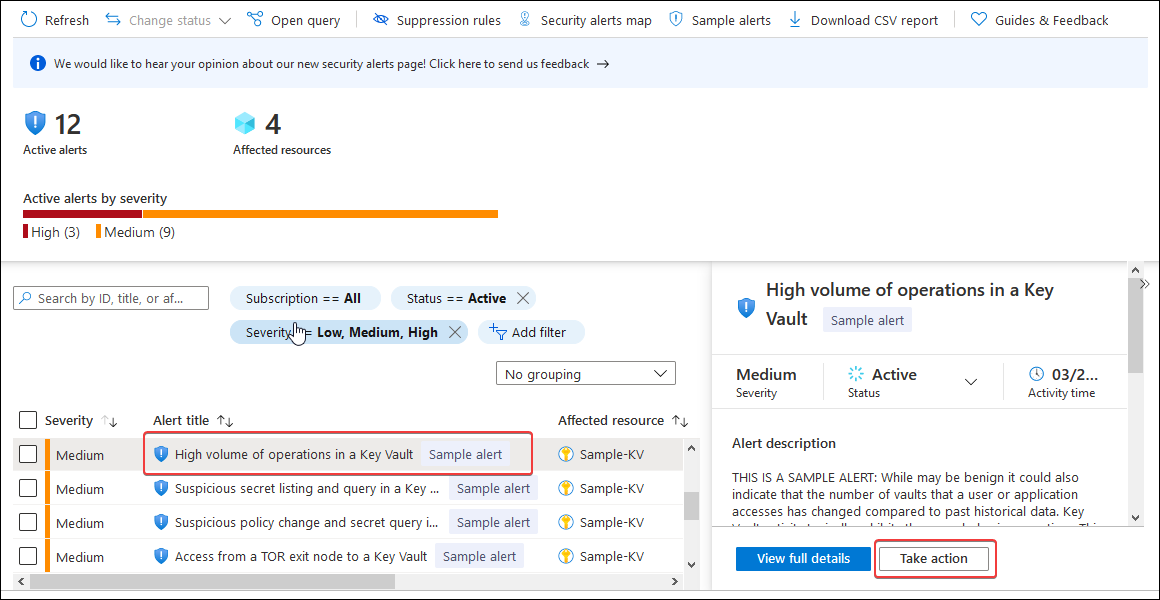 Refresh Change status Open query Suppression rules Security alerts map Sample alerts Download CSV report Guides & Feedback
We would like to hear your opinion about our new security alerts page! Click here to send us feedback →
12 4
Active alerts Affected resources
Active alerts by severity
High (3) Medium (9)
Search by ID, title, or af...
Subscription == All Status == Active
Severity = Low, Medium, High Add filter
No grouping
Severity Alert title Affected resource
Medium High volume of operations in a Key Vault Sample alert Sample-KV
Medium Suspicious secret listing and query in a Key ... Sample alert Sample-KV
Medium Suspicious policy change and secret query i... Sample alert Sample-KV
Medium Access from a TOR exit node to a Key Vault Sample alert Sample-KV
High volume of operations in a Key
Vault Sample alert
Medium Active 03/2...
Severity Status Activity time
Alert description
THIS IS A SAMPLE ALERT: While may be benign it could also
indicate that the number of vaults that a user or application
accesses has changed compared to past historical data. Key
View full details Take action